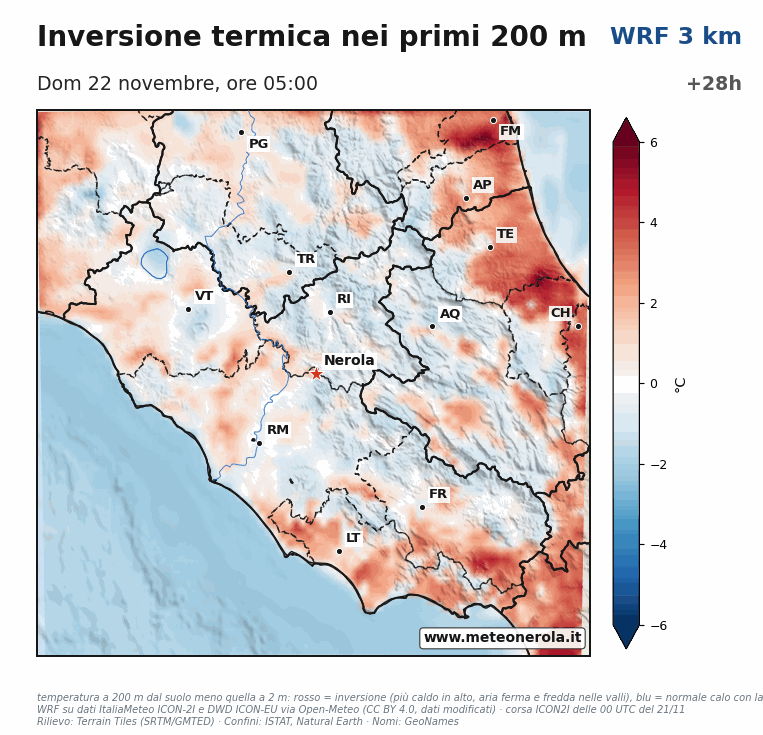 Inversione termica nei primi 200 m WRF 3 km
Dom 22 novembre, ore 05:00 +28h
FM
PG
AP
TE
TR
VT
RI
AQ
CH
Nerola
RM
FR
LT
www.meteonerola.it
6
4
2
0
−2
−4
−6
°C
temperatura a 200 m dal suolo meno quella a 2 m: rosso = inversione (più caldo in alto, aria ferma e fredda nelle valli), blu = normale calo con la
WRF su dati ItaliaMeteo ICON-2I e DWD ICON-EU via Open-Meteo (CC BY 4.0, dati modificati) · corsa ICON2I delle 00 UTC del 21/11
Rilievo: Terrain Tiles (SRTM/GMTED) · Confini: ISTAT, Natural Earth · Nomi: GeoNames